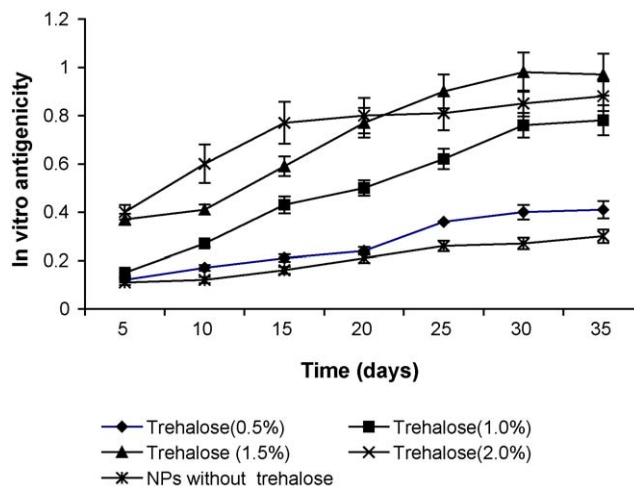 1.2
1
0.8
0.6
0.4
0.2
0
In vitro antigenicity
5 10 15 20 25 30 35
Time (days)
Trehalose(0.5%) Trehalose(1.0%)
Trehalose (1.5%) Trehalose(2.0%)
NPs without trehalose